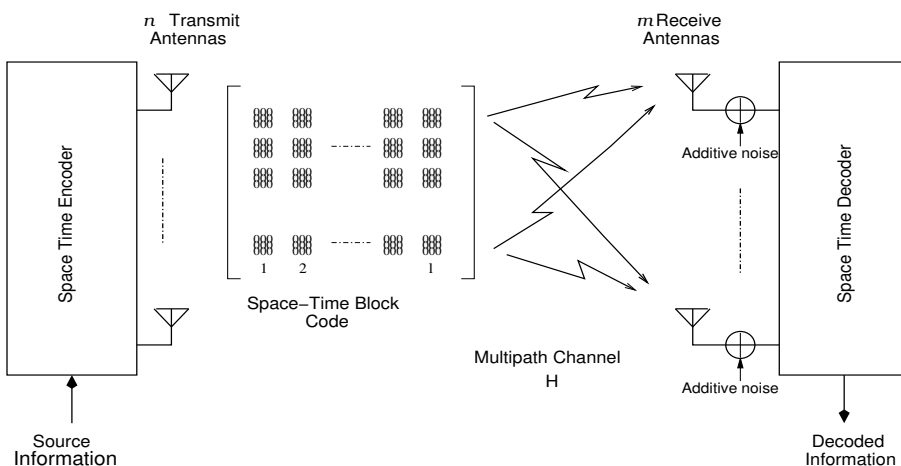 n Transmit
Antennas
m Receive
Antennas
Space Time Encoder
Additive noise
Space Time Decoder
1 2 1
Space-Time Block
Code
Multipath Channel
H
Additive noise
Source
Information
Decoded
Information